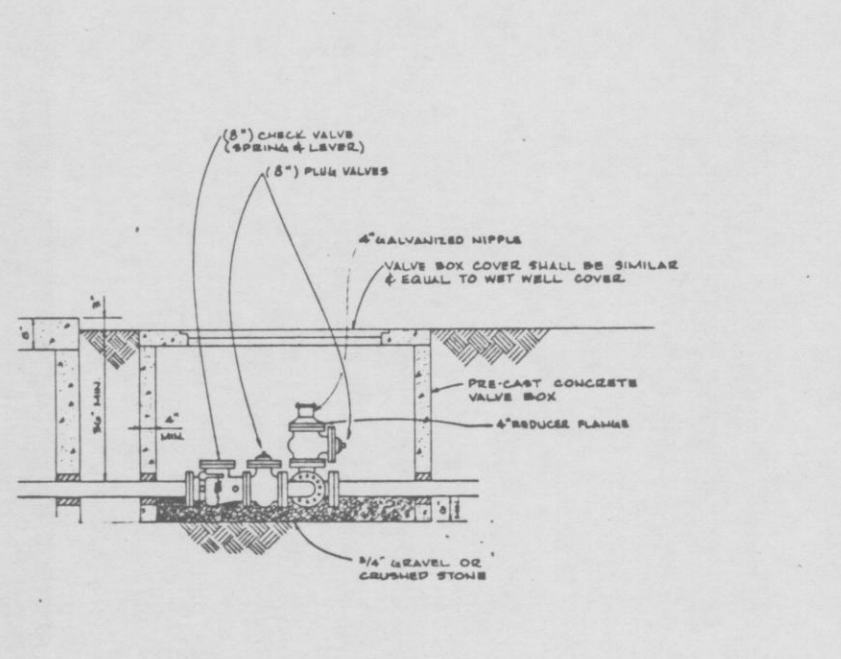 (8") CHECK VALVE
(SPRING & LEVER)
(8") PLUG VALVES
4" GALVANIZED NIPPLE
VALVE BOX COVER SHALL BE SIMILAR
& EQUAL TO WET WELL COVER
8"
36" MIN.
4"
MIN.
PRE-CAST CONCRETE
VALVE BOX
4" REDUCER FLANGE
MIN.
3/4" GRAVEL OR
CRUSHED STONE